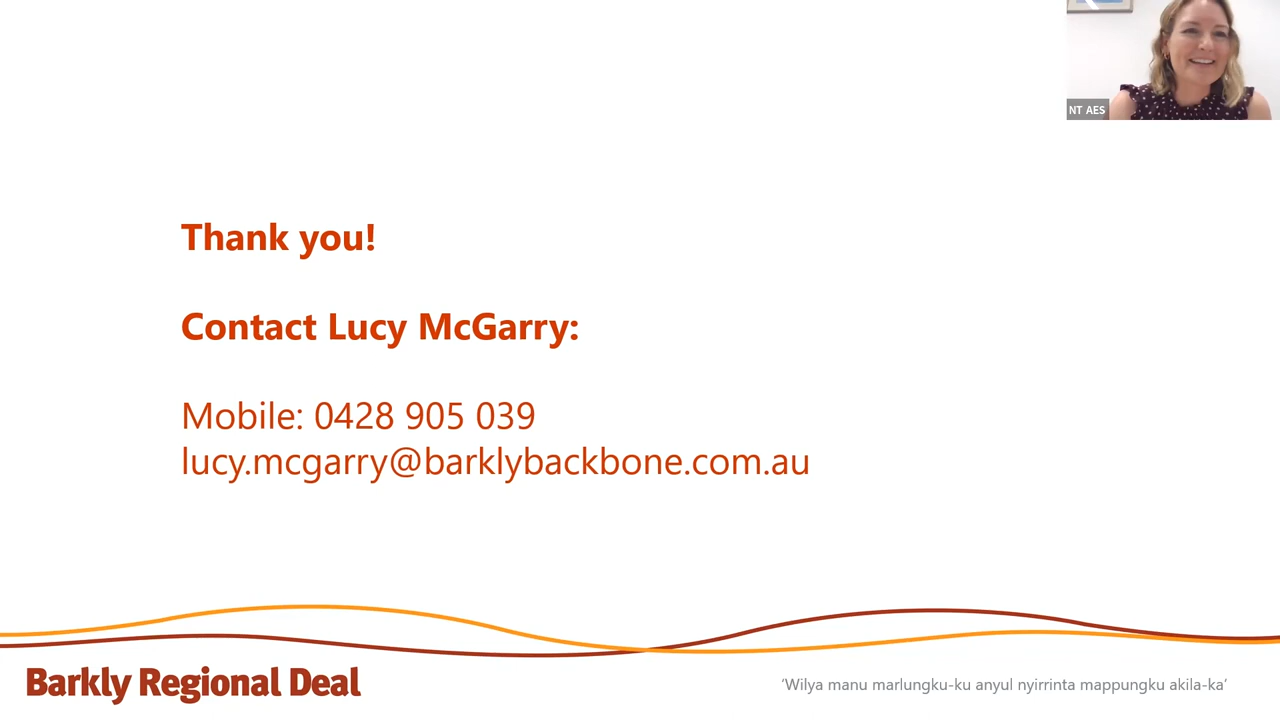 NT AES
Thank you!
Contact Lucy McGarry:
Mobile: 0428 905 039
lucy.mcgarry@barklybackbone.com.au
Barkly Regional Deal
‘Wilya manu marlungku-ku anyul nyirrinta mappungku akila-ka’